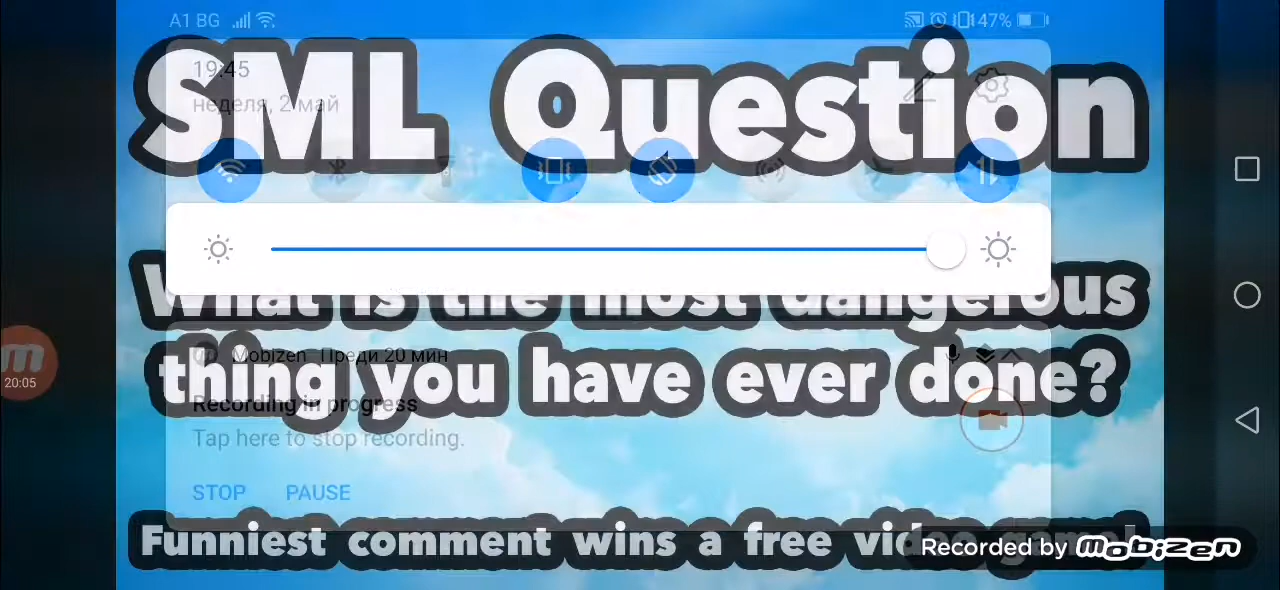 A1 BG
47%
SML Question
19:45
неделя, 2 май
What is the most dangerous
thing you have ever done?
Mobizen Преди 20 мин
20:05
Recording in progress
Tap here to stop recording.
STOP PAUSE
Funniest comment wins a free video game!
Recorded by mobizen